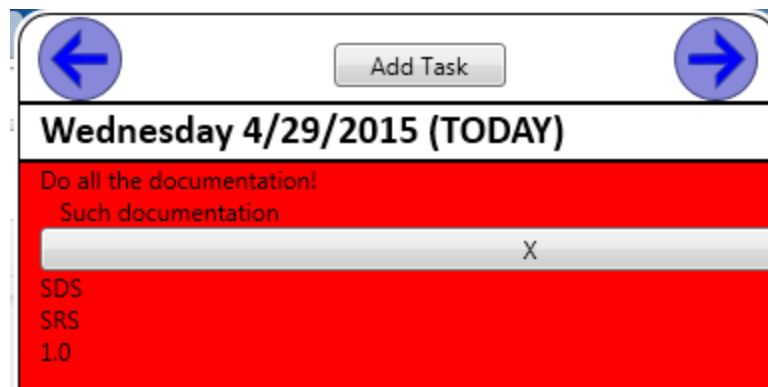 Add Task
Wednesday 4/29/2015 (TODAY)
Do all the documentation!
Such documentation
X
SDS
SRS
1.0